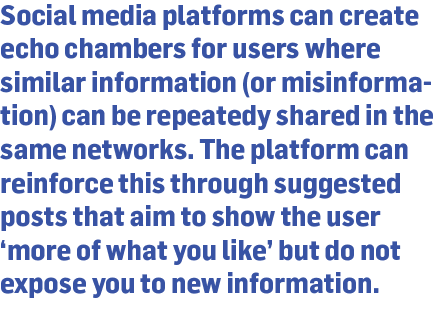 Social media platforms can create
echo chambers for users where
similar information (or misinforma-
tion) can be repeatedy shared in the
same networks. The platform can
reinforce this through suggested
posts that aim to show the user
‘more of what you like’ but do not
expose you to new information.